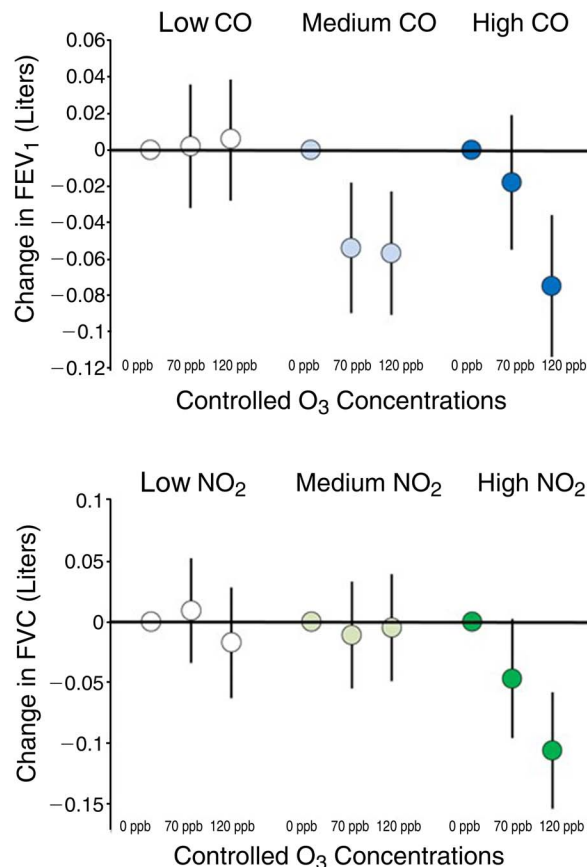 Low CO Medium CO High CO
Change in FEV₁ (Liters)
0.06
0.04
0.02
0
−0.02
−0.04
−0.06
−0.08
−0.1
−0.12
0 ppb 70 ppb 120 ppb 0 ppb 70 ppb 120 ppb 0 ppb 70 ppb 120 ppb
Controlled O₃ Concentrations
Low NO₂ Medium NO₂ High NO₂
Change in FVC (Liters)
0.1
0.05
0
−0.05
−0.1
−0.15
0 ppb 70 ppb 120 ppb 0 ppb 70 ppb 120 ppb 0 ppb 70 ppb 120 ppb
Controlled O₃ Concentrations